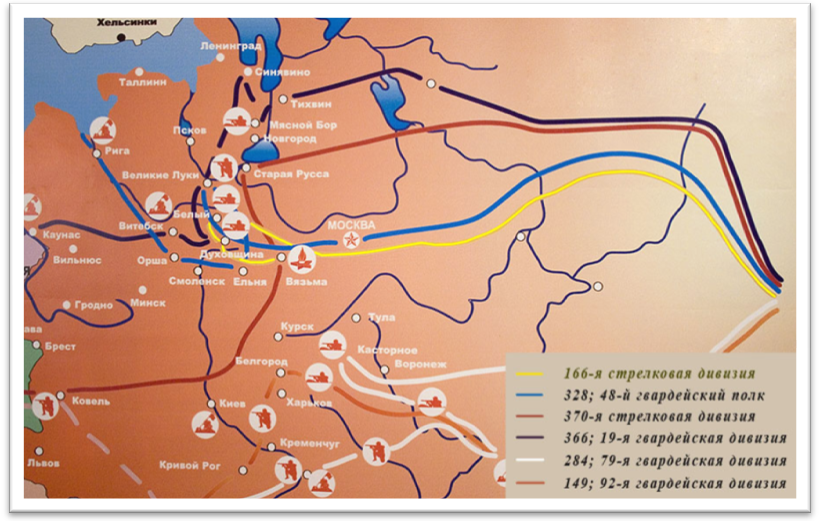 Хельсинки
Ленинград
Таллинн
Синявино
Тихвин
Псков
Мясной Бор
Новгород
Рига
Великие Луки
Старая Русса
Белый
Витебск
МОСКВА
Каунас
Вильнюс
Орша
Духовщина
Смоленск
Ельня
Вязьма
Минск
Гродно
Тула
Курск
Брест
Касторное
Белгород
Воронеж
Ковель
Киев
Харьков
Кременчуг
Львов
Кривой Рог
166-я стрелковая дивизия
328; 48-й гвардейский полк
370-я стрелковая дивизия
366; 19-я гвардейская дивизия
284; 79-я гвардейская дивизия
149; 92-я гвардейская дивизия